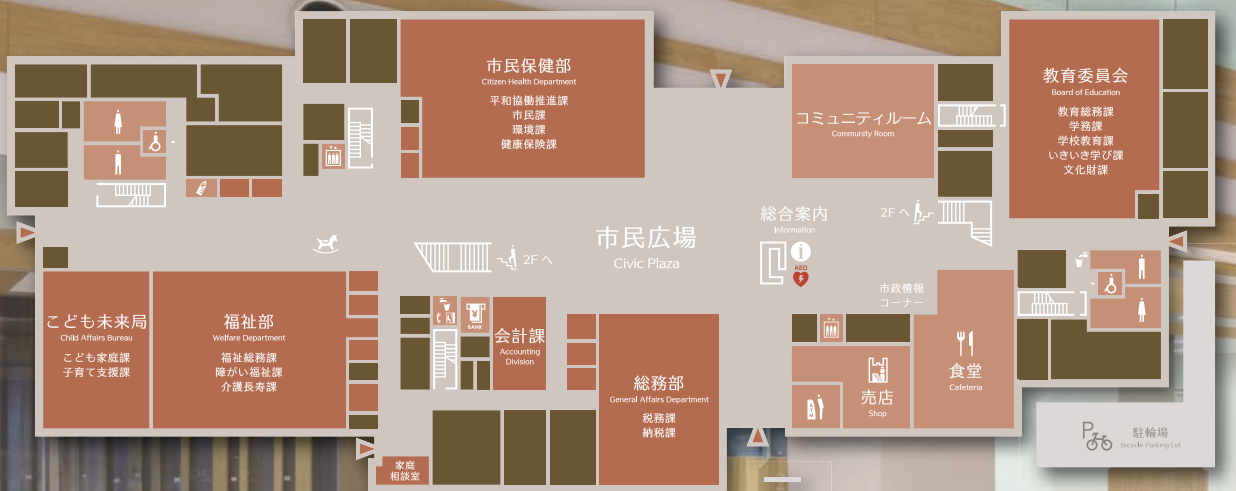 市民保健部
Citizen Health Department
平和協働推進課
市民課
環境課
健康保険課
コミュニティルーム
Community Room
教育委員会
Board of Education
教育総務課
学務課
学校教育課
いきいき学び課
文化財課
市民広場
Civic Plaza
総合案内
Information
i
AED
2F へ
2F へ
市政情報
コーナー
こども未来局
Child Affairs Bureau
こども家庭課
子育て支援課
福祉部
Welfare Department
福祉総務課
障がい福祉課
介護長寿課
¥
BANK
会計課
Accounting
Division
総務部
General Affairs Department
税務課
納税課
家庭
相談室
ATM
売店
Shop
食堂
Cafeteria
P
駐輪場
Bicycle Parking Lot